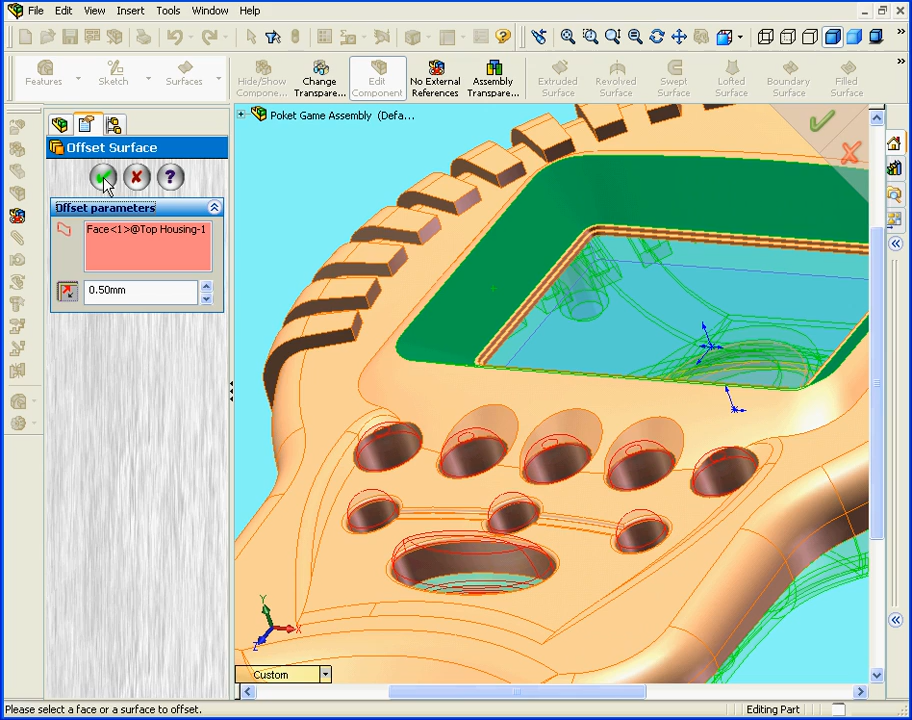 File Edit View Insert Tools Window Help
Features Sketch Surfaces Hide/Show Compone... Change Transpare... Edit Component No External References Assembly Transpare... Extruded Surface Revolved Surface Swept Surface Lofted Surface Boundary Surface Filled Surface
Poket Game Assembly (Defa...
Offset Surface
Offset parameters
Face<1>@Top Housing-1
0.50mm
Y
X
Z
Custom
Please select a face or a surface to offset.
Editing Part